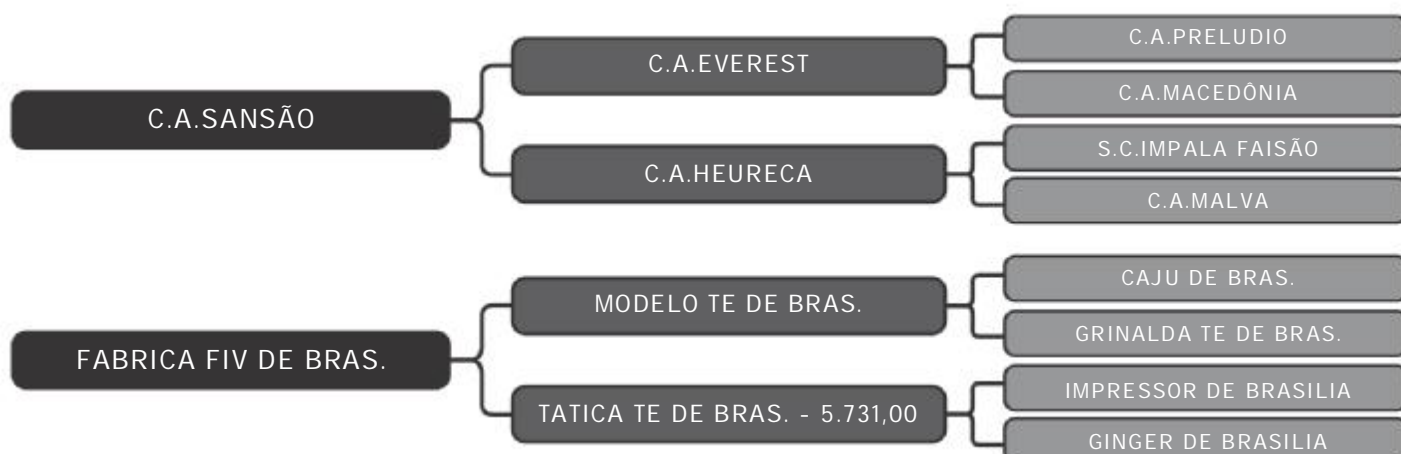 C.A.PRELUDIO
C.A.EVEREST
C.A.MACEDÔNIA
C.A.SANSÃO
S.C.IMPALA FAISÃO
C.A.HEURECA
C.A.MALVA
CAJU DE BRAS.
MODELO TE DE BRAS.
GRINALDA TE DE BRAS.
FABRICA FIV DE BRAS.
IMPRESSOR DE BRASILIA
TATICA TE DE BRAS. - 5.731,00
GINGER DE BRASILIA